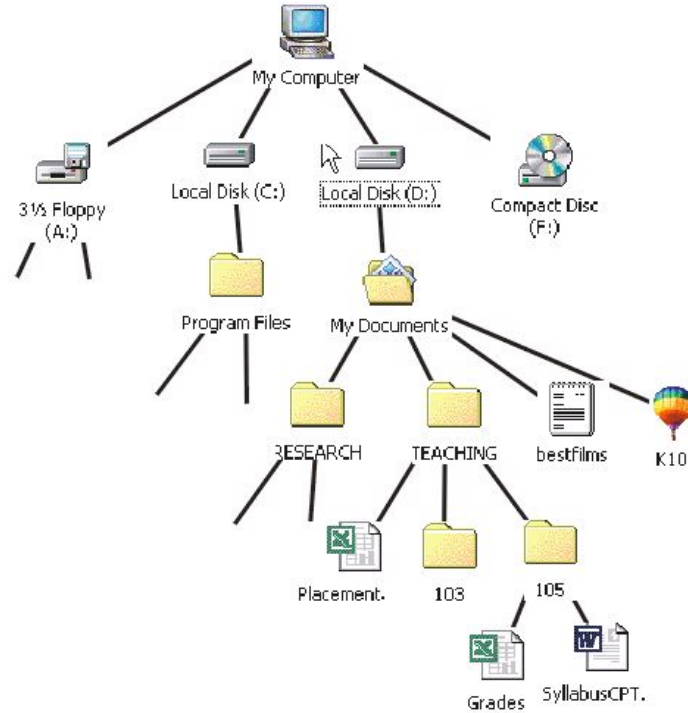 My Computer
3½ Floppy
(A:)
Local Disk (C:)
Local Disk (D:)
Compact Disc
(F:)
Program Files
My Documents
RESEARCH
TEACHING
bestfilms
K10
Placement.
103
105
Grades
SyllabusCPT.